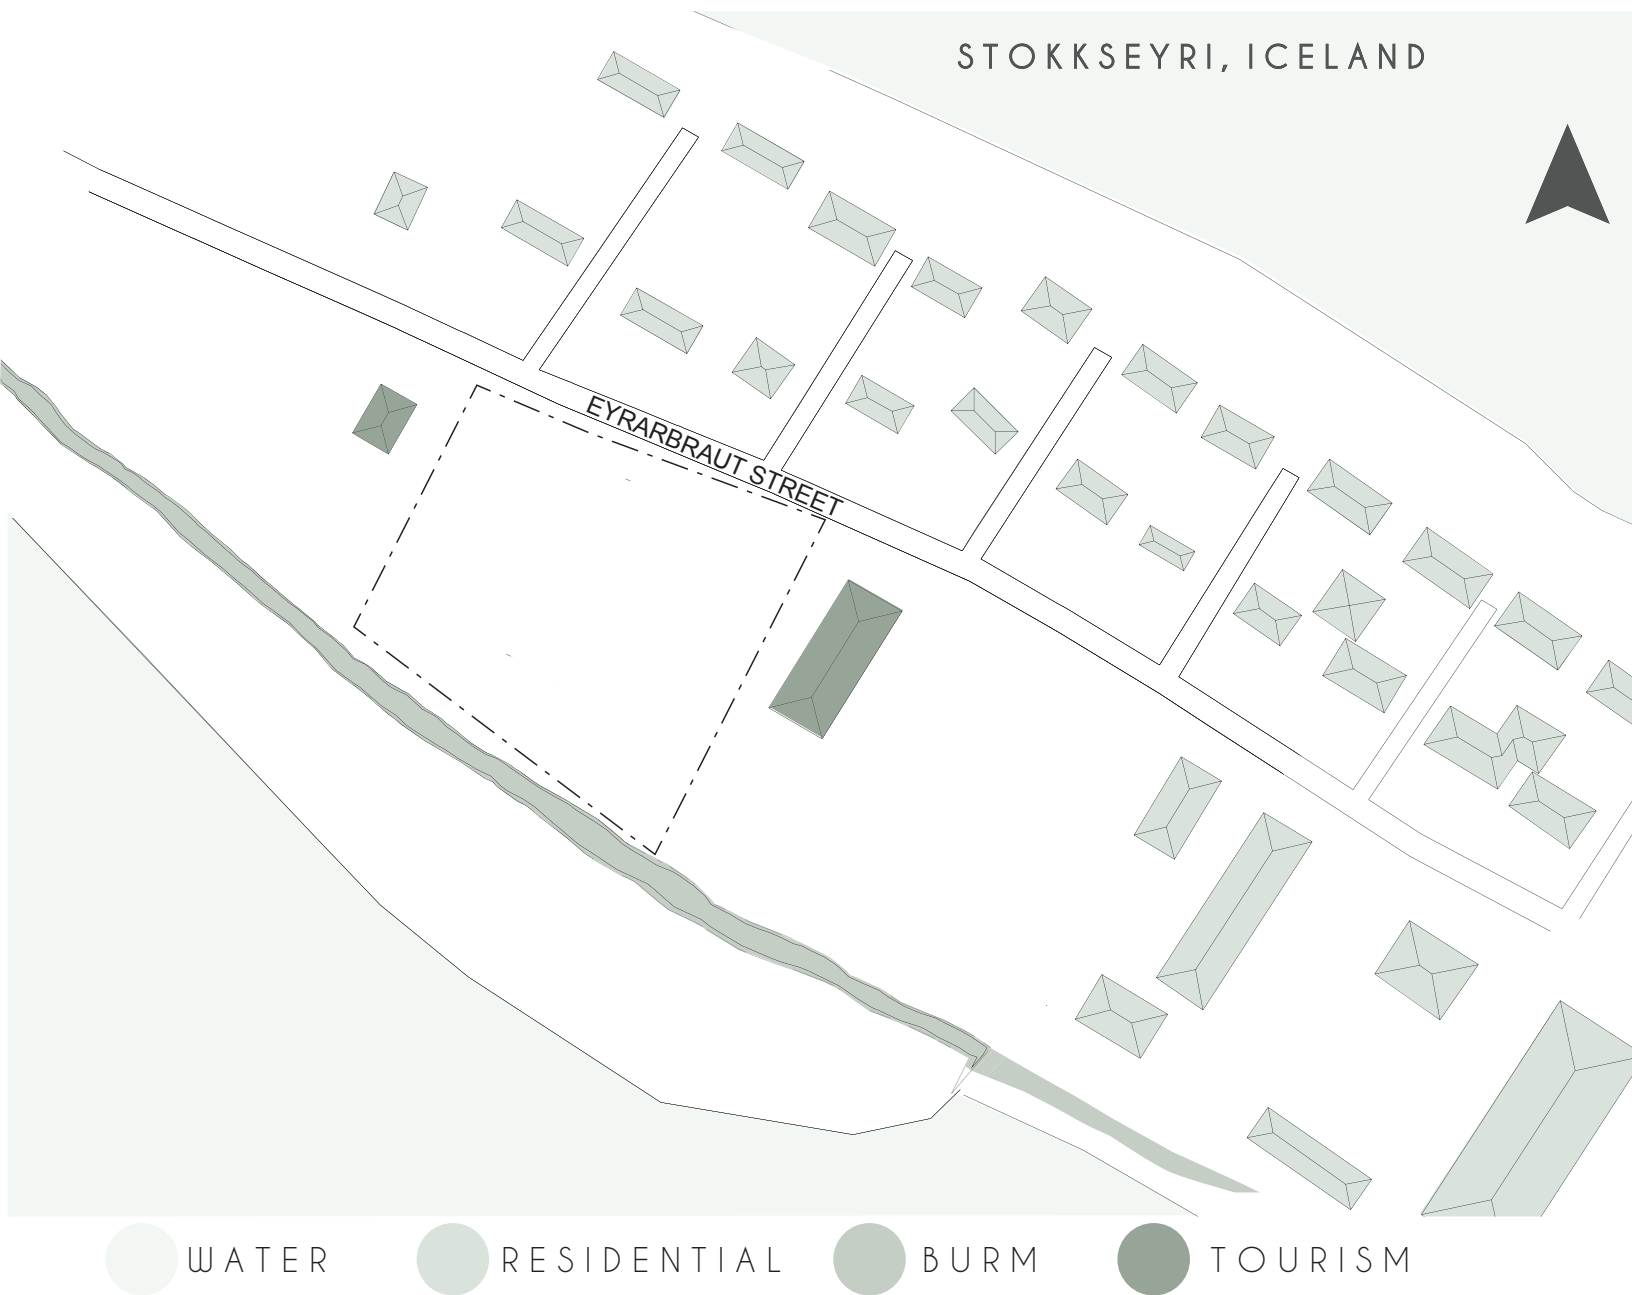 STOKKSEYRI, ICELAND
EYRARBRAUT STREET
WATER
RESIDENTIAL
BURM
TOURISM